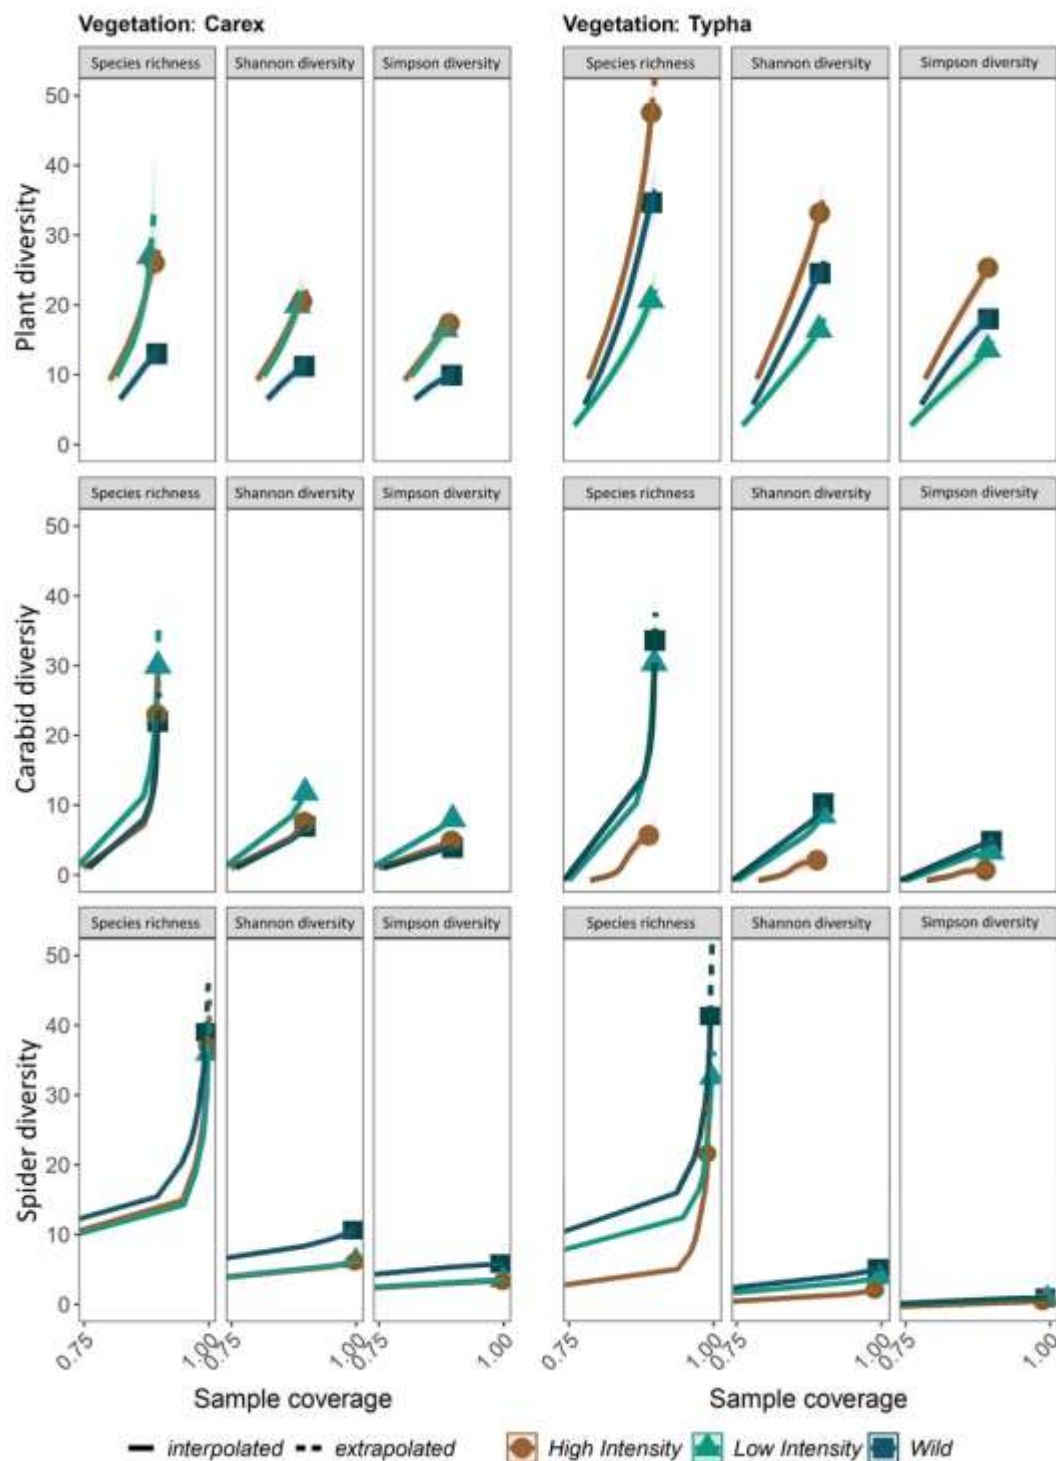 Vegetation: Carex Vegetation: Typha
Species richness Shannon diversity Simpson diversity Species richness Shannon diversity Simpson diversity
Plant diversity
50
40
30
20
10
0
Species richness Shannon diversity Simpson diversity Species richness Shannon diversity Simpson diversity
Carabid diversiy
50
40
30
20
10
0
Species richness Shannon diversity Simpson diversity Species richness Shannon diversity Simpson diversity
Spider diversity
50
40
30
20
10
0
0.75 1.00 0.75 1.00 0.75 1.00 0.75 1.00 0.75 1.00 0.75 1.00
Sample coverage Sample coverage
interpolated extrapolated High Intensity Low Intensity Wild